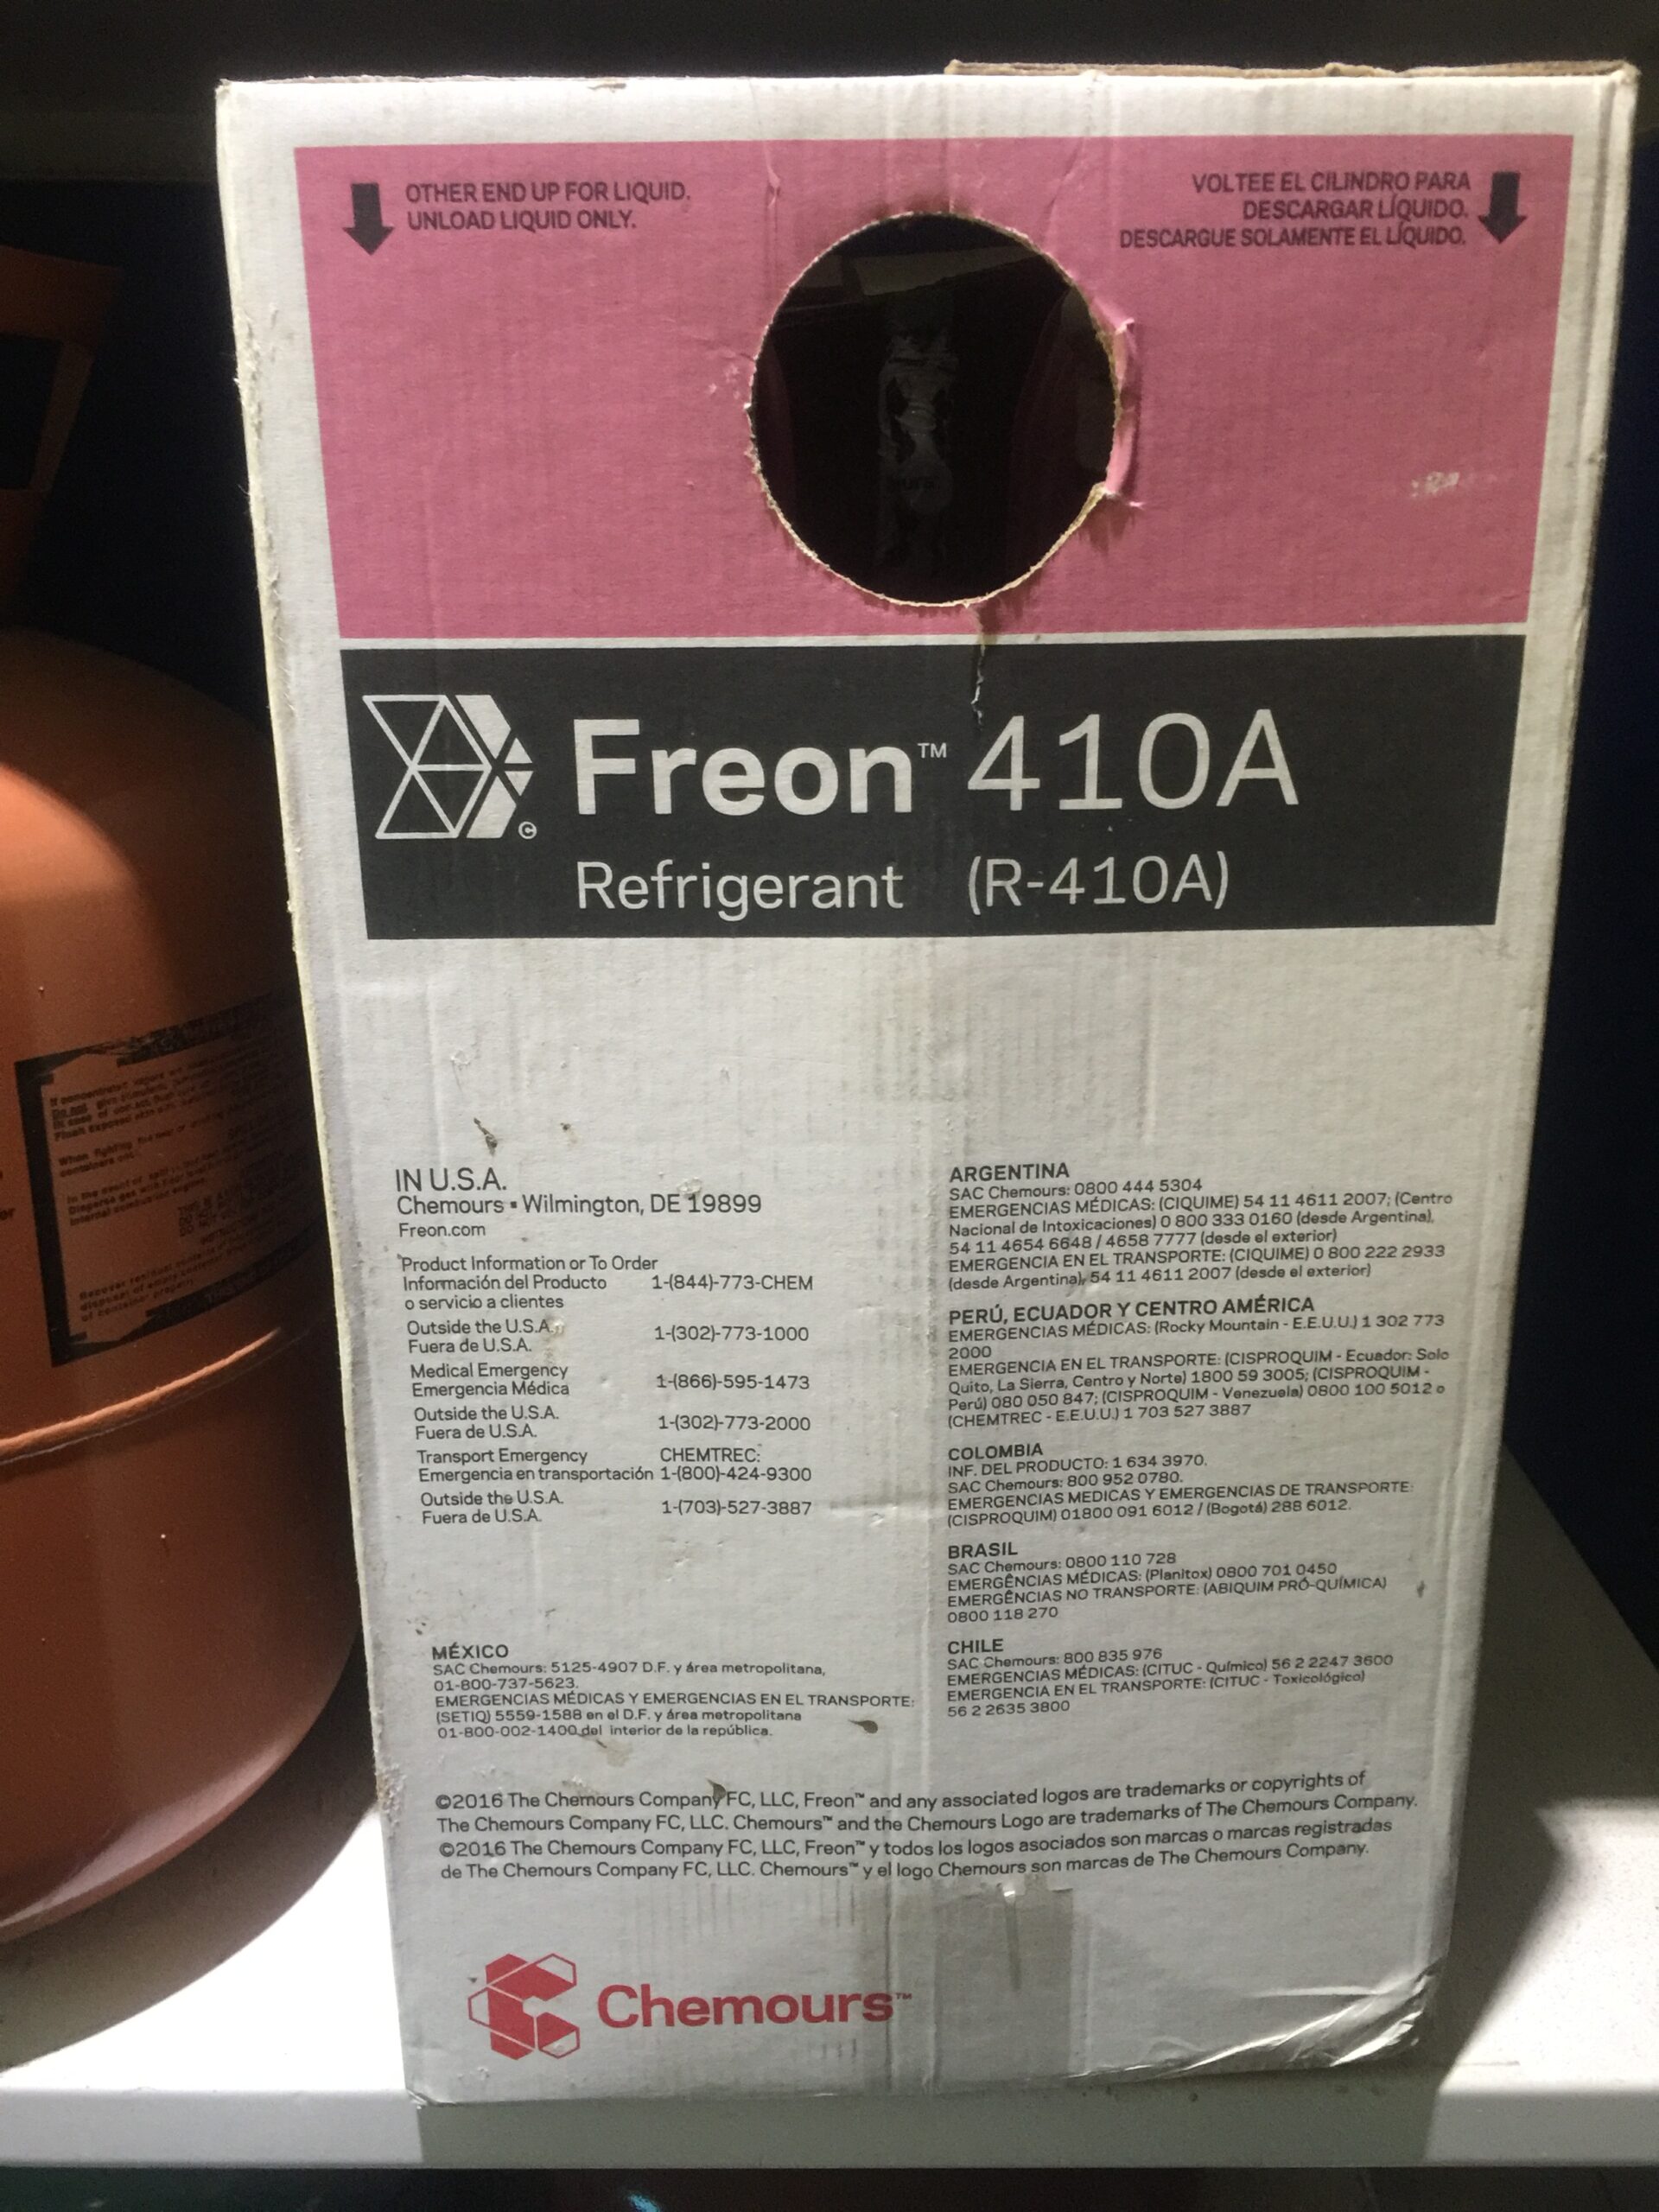 OTHER END UP FOR LIQUID.
UNLOAD LIQUID ONLY.
VOLTEE EL CILINDRO PARA
DESCARGAR LÍQUIDO.
DESCARGUE SOLAMENTE EL LÍQUIDO.
Freon™ 410A
©
Refrigerant (R-410A)
IN U.S.A.
Chemours ▪ Wilmington, DE 19899
Freon.com
Product Information or To Order
Información del Producto 1-(844)-773-CHEM
o servicio a clientes
Outside the U.S.A.
Fuera de U.S.A. 1-(302)-773-1000
Medical Emergency
Emergencia Médica 1-(866)-595-1473
Outside the U.S.A.
Fuera de U.S.A. 1-(302)-773-2000
Transport Emergency CHEMTREC:
Emergencia en transportación 1-(800)-424-9300
Outside the U.S.A.
Fuera de U.S.A. 1-(703)-527-3887
MÉXICO
SAC Chemours: 5125-4907 D.F. y área metropolitana,
01-800-737-5623.
EMERGENCIAS MÉDICAS Y EMERGENCIAS EN EL TRANSPORTE:
(SETIQ) 5559-1588 en el D.F. y área metropolitana
01-800-002-1400 del interior de la república.
ARGENTINA
SAC Chemours: 0800 444 5304
EMERGENCIAS MÉDICAS: (CIQUIME) 54 11 4611 2007; (Centro
Nacional de Intoxicaciones) 0 800 333 0160 (desde Argentina),
54 11 4654 6648 / 4658 7777 (desde el exterior)
EMERGENCIA EN EL TRANSPORTE: (CIQUIME) 0 800 222 2933
(desde Argentina), 54 11 4611 2007 (desde el exterior)
PERÚ, ECUADOR Y CENTRO AMÉRICA
EMERGENCIAS MÉDICAS: (Rocky Mountain - E.E.U.U.) 1 302 773
2000
EMERGENCIA EN EL TRANSPORTE: (CISPROQUIM - Ecuador: Solo
Quito, La Sierra, Centro y Norte) 1800 59 3005; (CISPROQUIM -
Perú) 080 050 847; (CISPROQUIM - Venezuela) 0800 100 5012 o
(CHEMTREC - E.E.U.U.) 1 703 527 3887
COLOMBIA
INF. DEL PRODUCTO: 1 634 3970.
SAC Chemours: 800 952 0780.
EMERGENCIAS MEDICAS Y EMERGENCIAS DE TRANSPORTE:
(CISPROQUIM) 01800 091 6012 / (Bogotá) 288 6012.
BRASIL
SAC Chemours: 0800 110 728
EMERGÊNCIAS MÉDICAS: (Planitox) 0800 701 0450
EMERGÊNCIAS NO TRANSPORTE: (ABIQUIM PRÓ-QUÍMICA)
0800 118 270
CHILE
SAC Chemours: 800 835 976
EMERGENCIAS MÉDICAS: (CITUC - Químico) 56 2 2247 3600
EMERGENCIA EN EL TRANSPORTE: (CITUC - Toxicológico)
56 2 2635 3800
©2016 The Chemours Company FC, LLC, Freon™ and any associated logos are trademarks or copyrights of
The Chemours Company FC, LLC. Chemours™ and the Chemours Logo are trademarks of The Chemours Company.
©2016 The Chemours Company FC, LLC, Freon™ y todos los logos asociados son marcas o marcas registradas
de The Chemours Company FC, LLC. Chemours™ y el logo Chemours son marcas de The Chemours Company.
Chemours™
If concentrated
When fighting